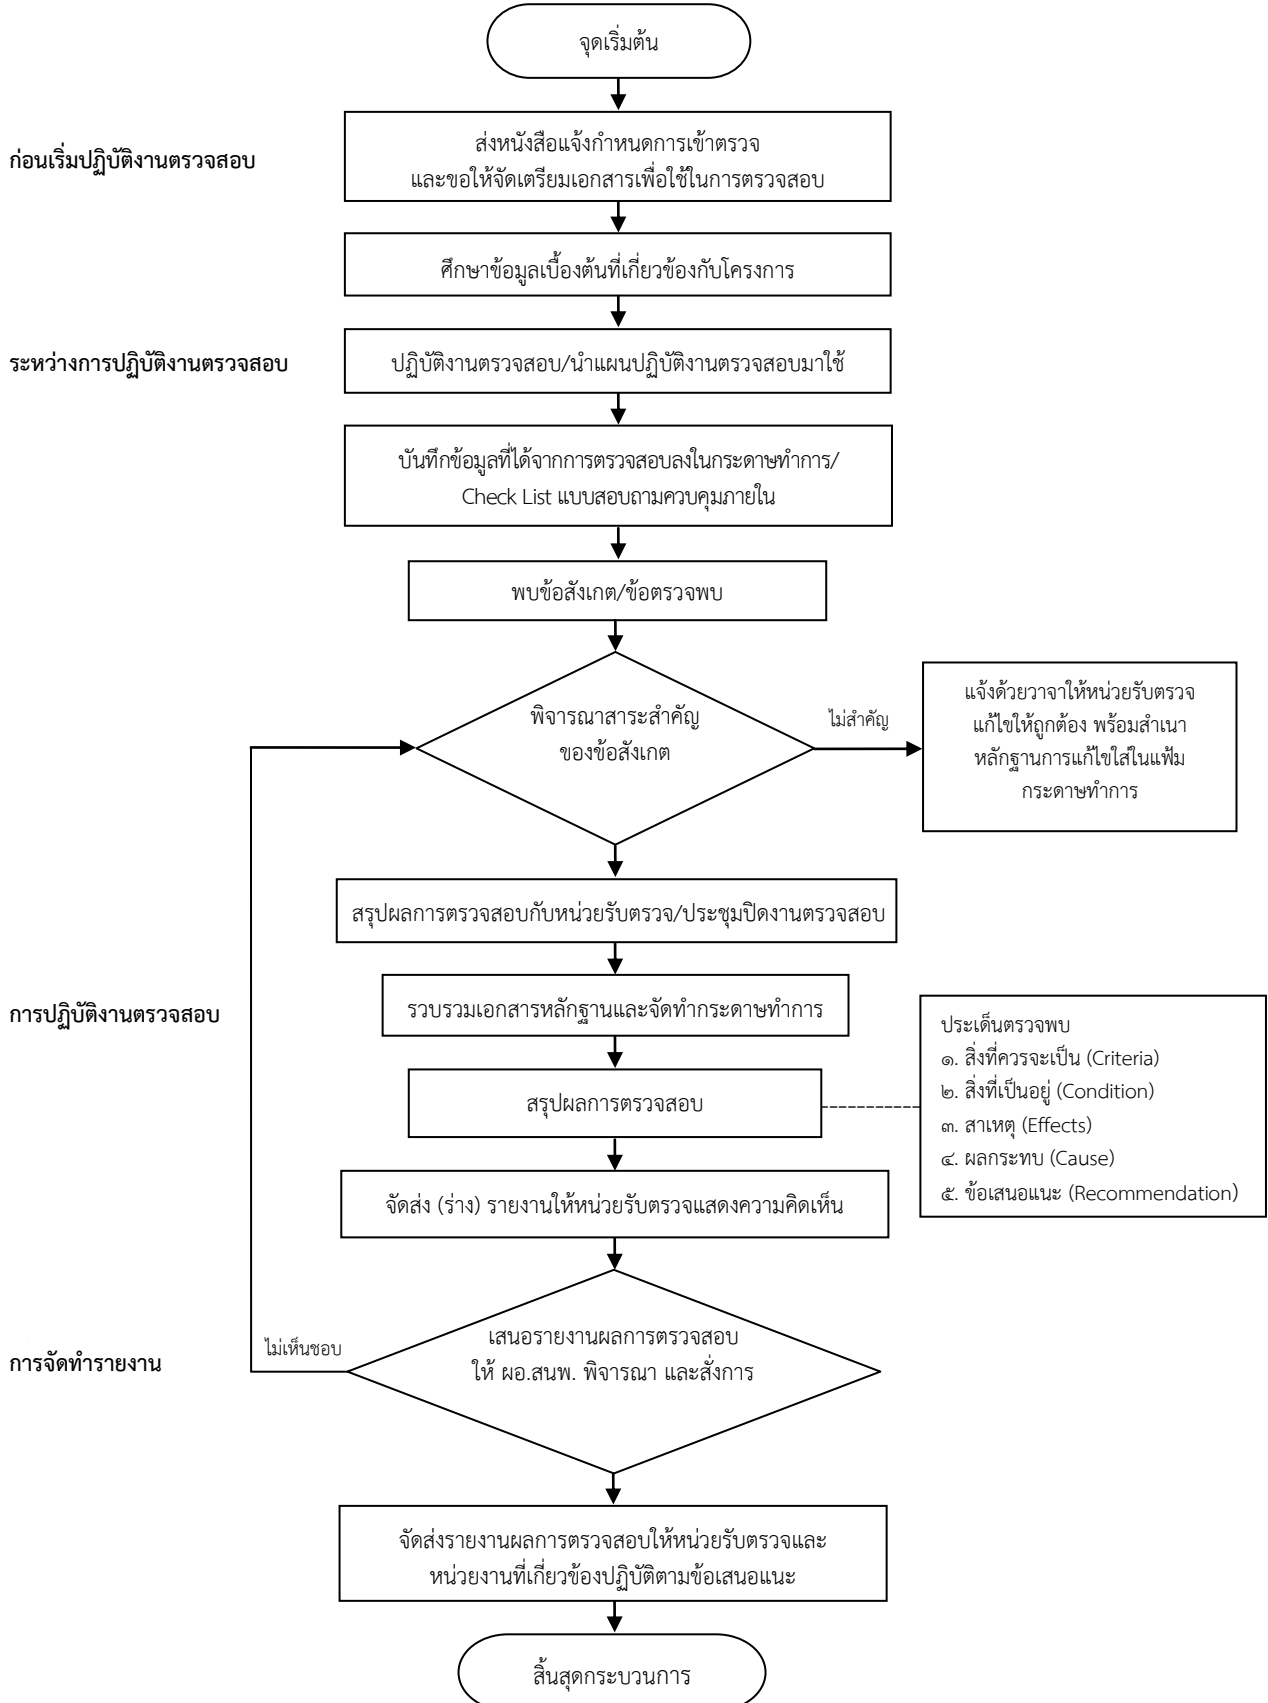 จุดเริ่มต้น
ก่อนเริ่มปฏิบัติงานตรวจสอบ
ส่งหนังสือแจ้งกำหนดการเข้าตรวจ
และขอให้จัดเตรียมเอกสารเพื่อใช้ในการตรวจสอบ
ศึกษาข้อมูลเบื้องต้นที่เกี่ยวข้องกับโครงการ
ระหว่างการปฏิบัติงานตรวจสอบ
ปฏิบัติงานตรวจสอบ/นำแผนปฏิบัติงานตรวจสอบมาใช้
บันทึกข้อมูลที่ได้จากการตรวจสอบลงในกระดาษทำการ/
Check List แบบสอบถามควบคุมภายใน
พบข้อสังเกต/ข้อตรวจพบ
พิจารณาสาระสำคัญ
ของข้อสังเกต
ไม่สำคัญ
แจ้งด้วยวาจาให้หน่วยรับตรวจ
แก้ไขให้ถูกต้อง พร้อมสำเนา
หลักฐานการแก้ไขใส่ในแฟ้ม
กระดาษทำการ
สรุปผลการตรวจสอบกับหน่วยรับตรวจ/ประชุมปิดงานตรวจสอบ
การปฏิบัติงานตรวจสอบ
รวบรวมเอกสารหลักฐานและจัดทำกระดาษทำการ
สรุปผลการตรวจสอบ
ประเด็นตรวจพบ
๑. สิ่งที่ควรจะเป็น (Criteria)
๒. สิ่งที่เป็นอยู่ (Condition)
๓. สาเหตุ (Effects)
๔. ผลกระทบ (Cause)
๕. ข้อเสนอแนะ (Recommendation)
จัดส่ง (ร่าง) รายงานให้หน่วยรับตรวจแสดงความคิดเห็น
การจัดทำรายงาน
ไม่เห็นชอบ
เสนอรายงานผลการตรวจสอบ
ให้ ผอ.สนพ. พิจารณา และสั่งการ
จัดส่งรายงานผลการตรวจสอบให้หน่วยรับตรวจและ
หน่วยงานที่เกี่ยวข้องปฏิบัติตามข้อเสนอแนะ
สิ้นสุดกระบวนการ